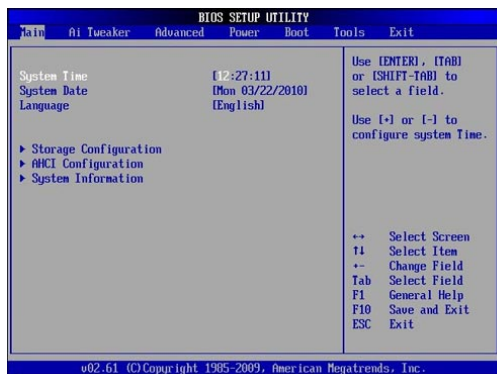 BIOS SETUP UTILITY
Main Ai Tweaker Advanced Power Boot Tools Exit
System Time [12:27:11]
System Date [Mon 03/22/2010]
Language [English]
▶ Storage Configuration
▶ AHCI Configuration
▶ System Information
Use [ENTER], [TAB]
or [SHIFT-TAB] to
select a field.
Use [+] or [-] to
configure system Time.
↔ Select Screen
↑↓ Select Item
+- Change Field
Tab Select Field
F1 General Help
F10 Save and Exit
ESC Exit
v02.61 (C)Copyright 1985-2009, American Megatrends, Inc.